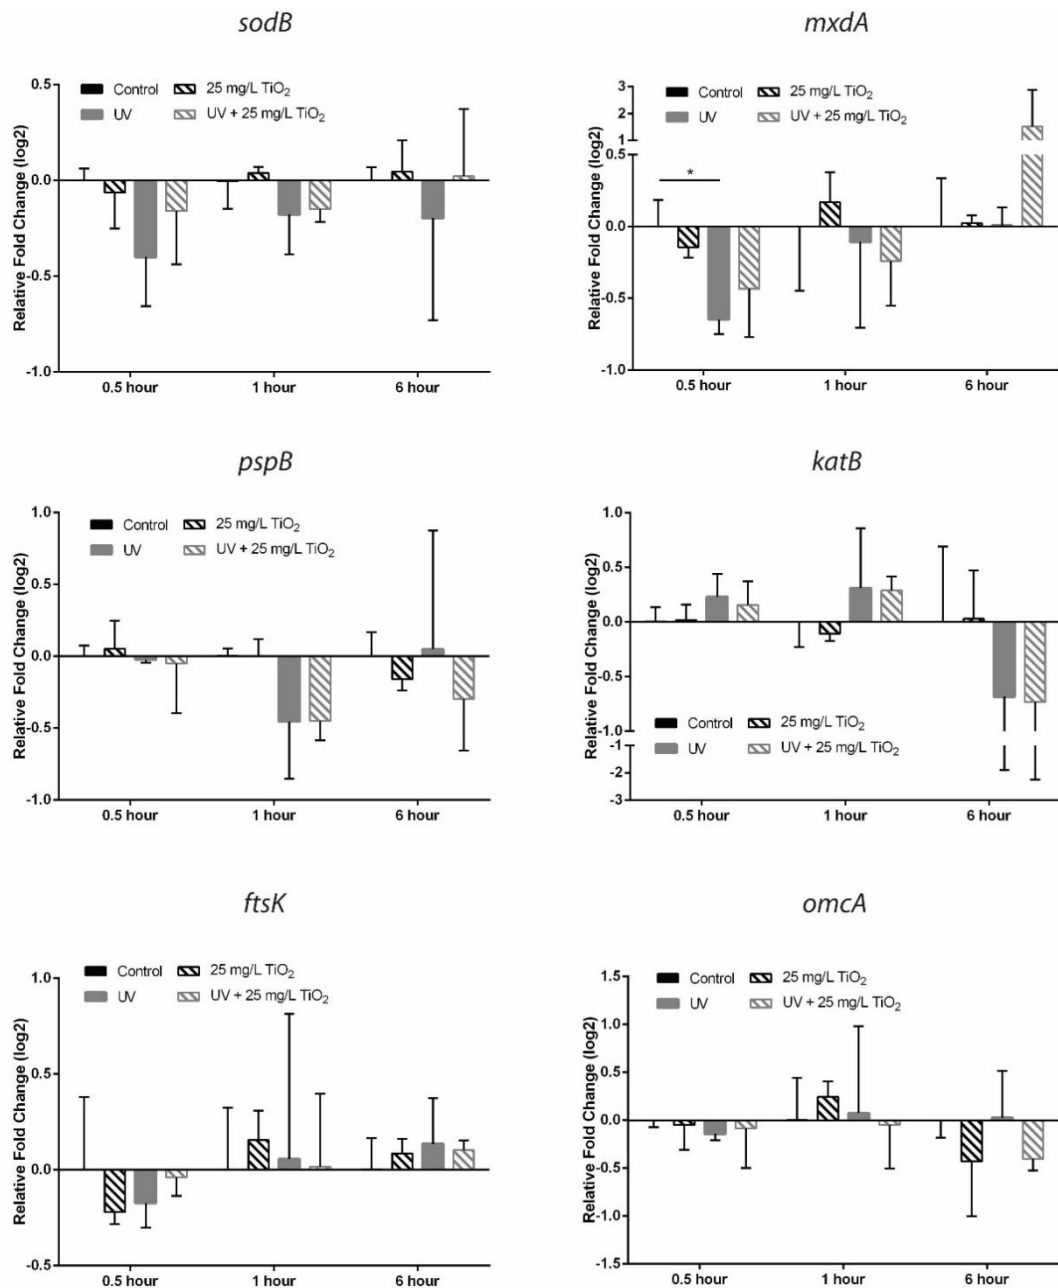 sodB
Control 25 mg/L TiO2
UV UV + 25 mg/L TiO2
Relative Fold Change (log2)
0.5
0.0
-0.5
-1.0
0.5 hour 1 hour 6 hour
mxdA
Control 25 mg/L TiO2
UV UV + 25 mg/L TiO2
Relative Fold Change (log2)
3
2
1
0.5
*
0.0
-0.5
-1.0
0.5 hour 1 hour 6 hour
pspB
Control 25 mg/L TiO2
UV UV + 25 mg/L TiO2
Relative Fold Change (log2)
1.0
0.5
0.0
-0.5
-1.0
0.5 hour 1 hour 6 hour
katB
Relative Fold Change (log2)
1.0
0.5
0.0
-0.5
-1.0
-1
-2
-3
Control 25 mg/L TiO2
UV UV + 25 mg/L TiO2
0.5 hour 1 hour 6 hour
ftsK
Control 25 mg/L TiO2
UV UV + 25 mg/L TiO2
Relative Fold Change (log2)
1.0
0.5
0.0
-0.5
0.5 hour 1 hour 6 hour
omcA
Control 25 mg/L TiO2
UV UV + 25 mg/L TiO2
Relative Fold Change (log2)
1.5
1.0
0.5
0.0
-0.5
-1.0
-1.5
0.5 hour 1 hour 6 hour